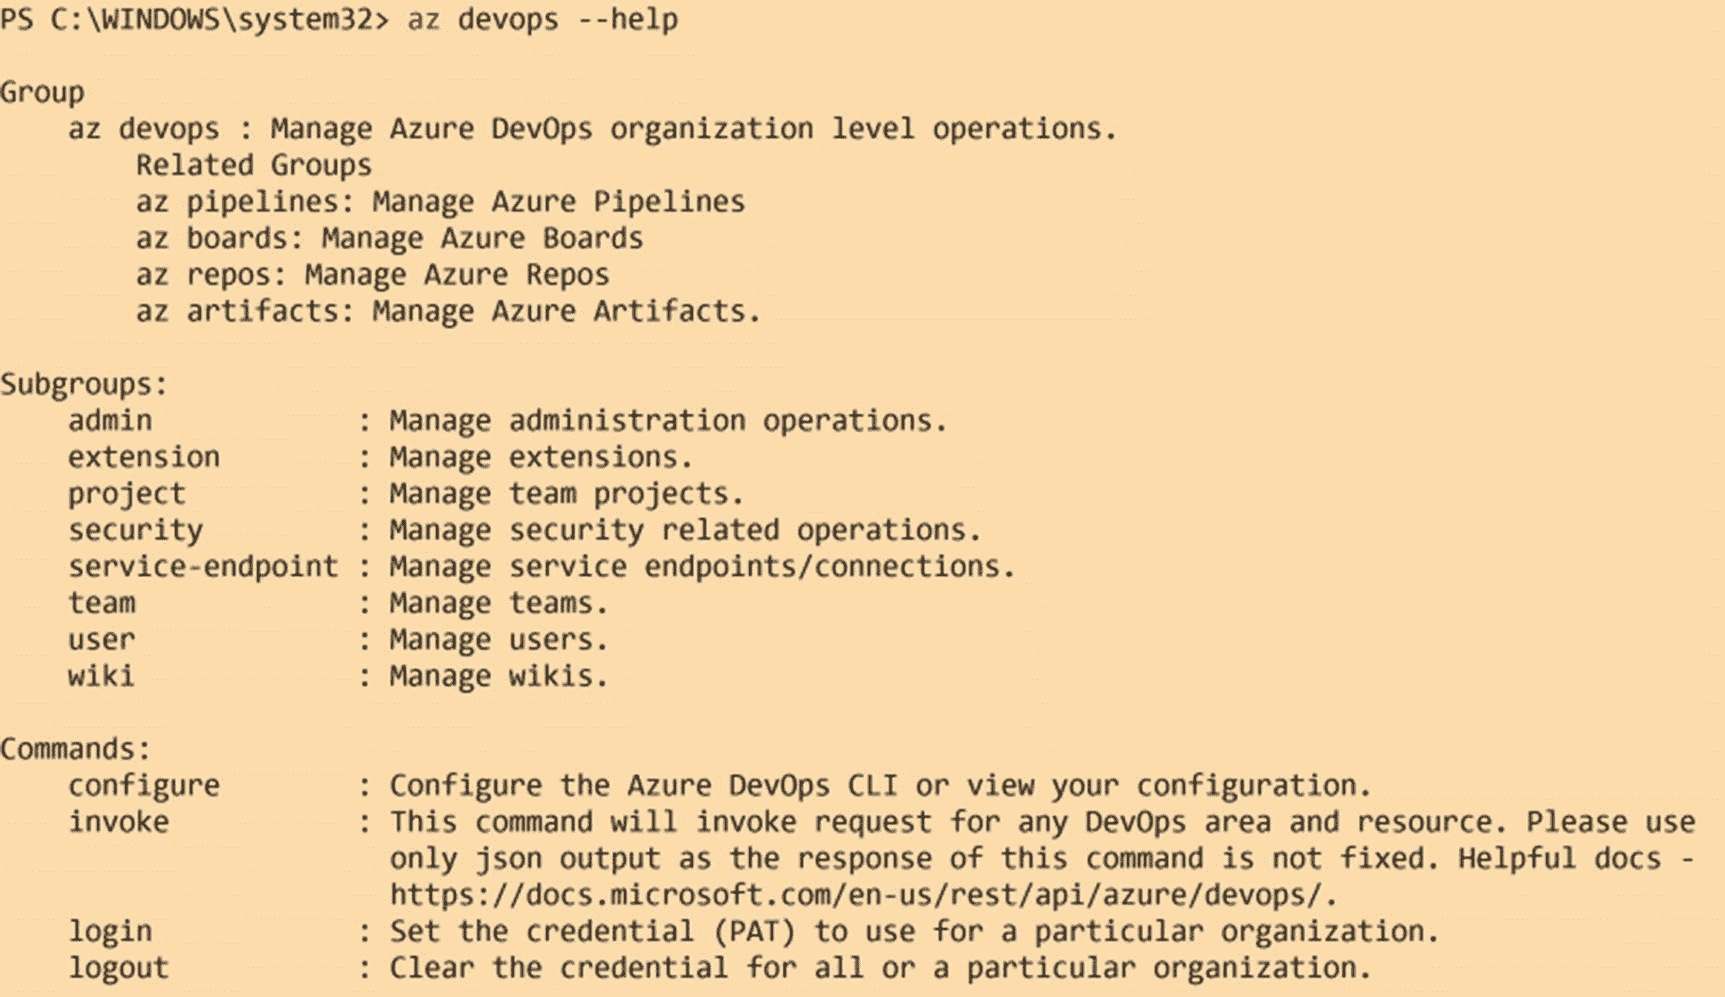 PS C:\WINDOWS\system32> az devops --help
Group
az devops : Manage Azure DevOps organization level operations.
Related Groups
az pipelines: Manage Azure Pipelines
az boards: Manage Azure Boards
az repos: Manage Azure Repos
az artifacts: Manage Azure Artifacts.
Subgroups:
admin : Manage administration operations.
extension : Manage extensions.
project : Manage team projects.
security : Manage security related operations.
service-endpoint : Manage service endpoints/connections.
team : Manage teams.
user : Manage users.
wiki : Manage wikis.
Commands:
configure : Configure the Azure DevOps CLI or view your configuration.
invoke : This command will invoke request for any DevOps area and resource. Please use
only json output as the response of this command is not fixed. Helpful docs -
https://docs.microsoft.com/en-us/rest/api/azure/devops/.
login : Set the credential (PAT) to use for a particular organization.
logout : Clear the credential for all or a particular organization.